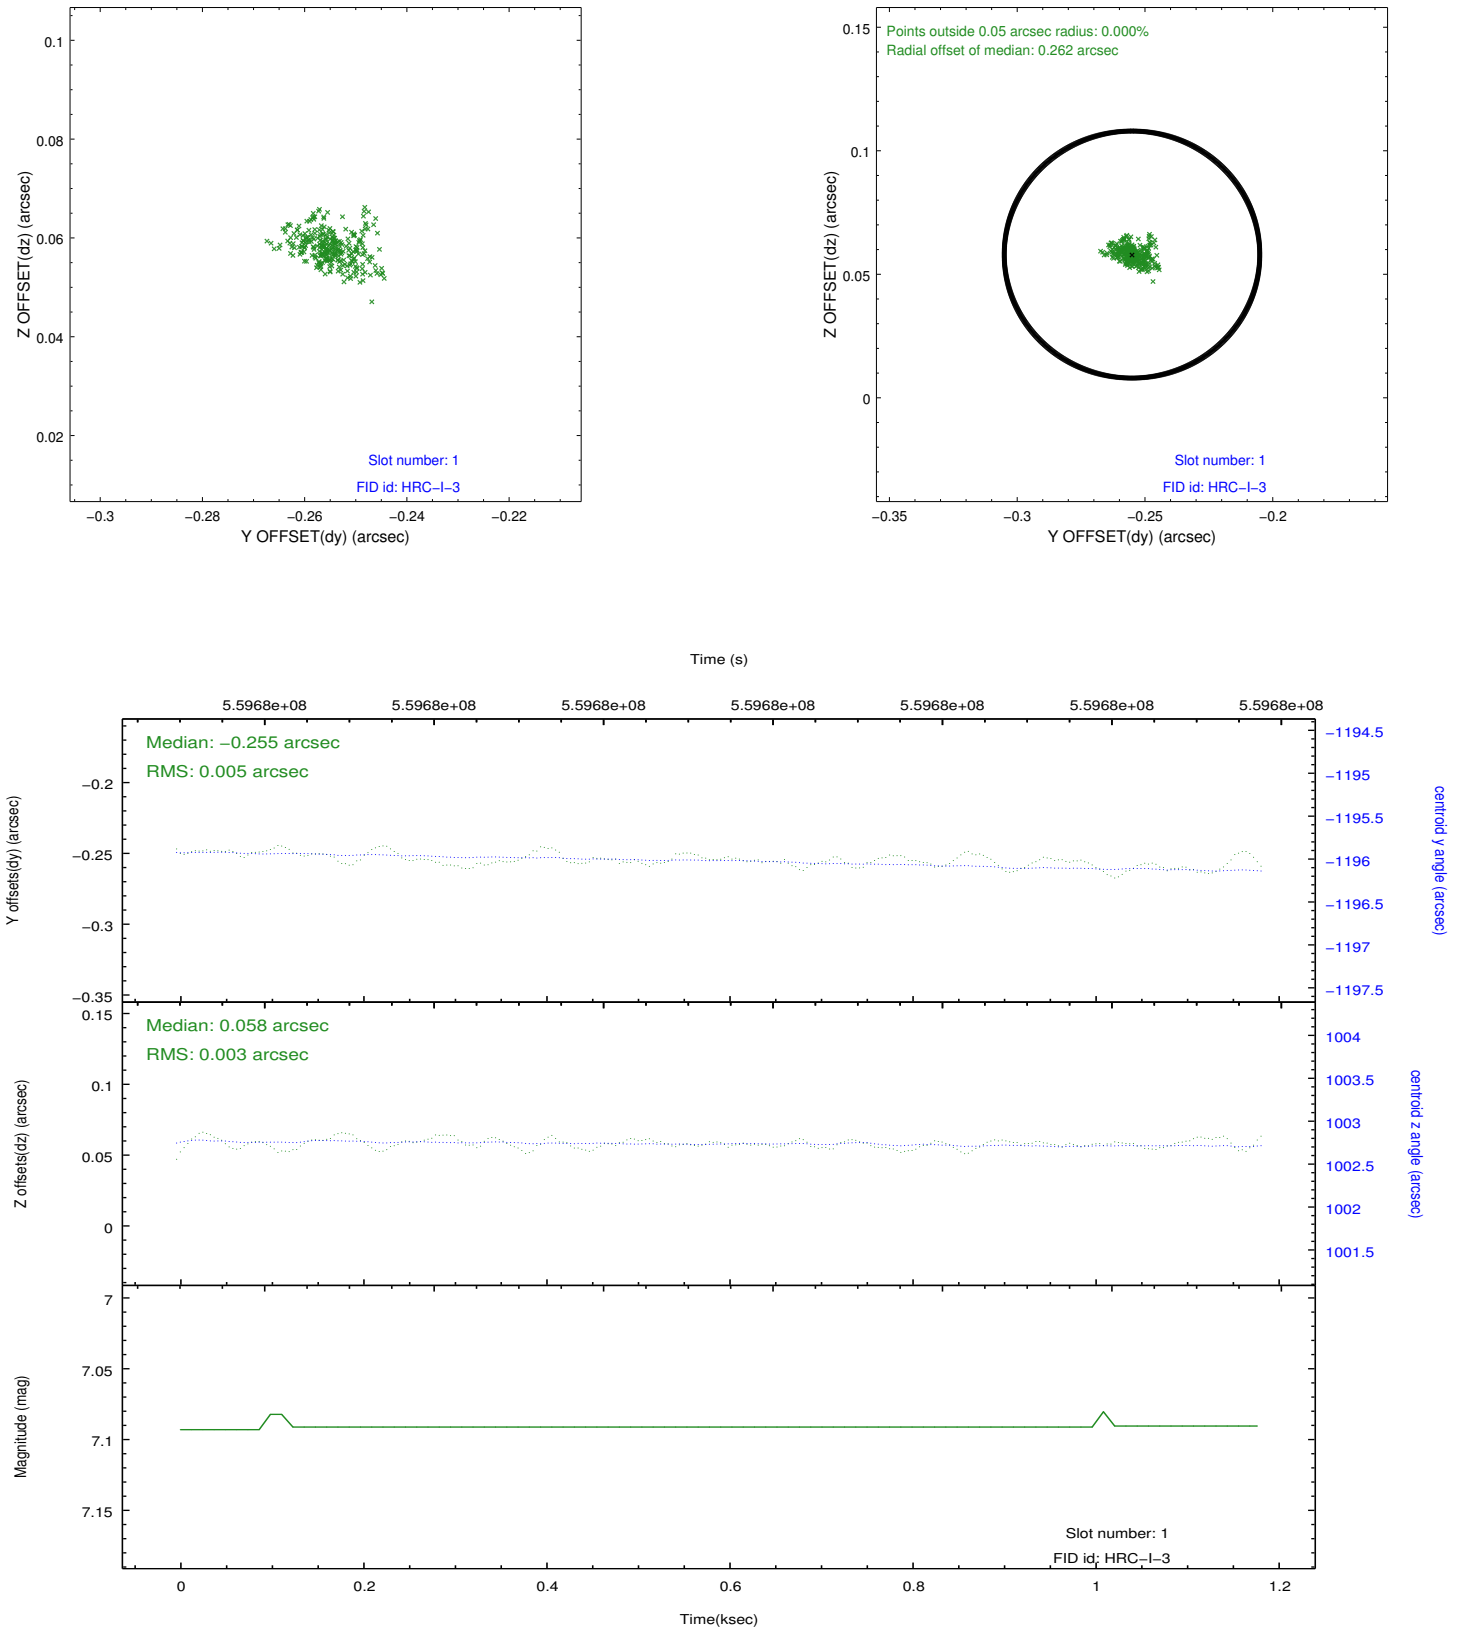 0.1
0.08
0.06
0.04
0.02
Z OFFSET(dz) (arcsec)
Slot number: 1
FID id: HRC−I−3
−0.3 −0.28 −0.26 −0.24 −0.22
Y OFFSET(dy) (arcsec)
Points outside 0.05 arcsec radius: 0.000%
Radial offset of median: 0.262 arcsec
0.15
0.1
0.05
0
Z OFFSET(dz) (arcsec)
Slot number: 1
FID id: HRC−I−3
−0.35 −0.3 −0.25 −0.2
Y OFFSET(dy) (arcsec)
Time (s)
5.5968e+08 5.5968e+08 5.5968e+08 5.5968e+08 5.5968e+08 5.5968e+08 5.5968e+08
Median: −0.255 arcsec
RMS: 0.005 arcsec
−0.2
−0.25
−0.3
−0.35
Y offsets(dy) (arcsec)
−1194.5
−1195
−1195.5
−1196
−1196.5
−1197
−1197.5
centroid y angle (arcsec)
Median: 0.058 arcsec
RMS: 0.003 arcsec
0.15
0.1
0.05
0
Z offsets(dz) (arcsec)
1004
1003.5
1003
1002.5
1002
1001.5
centroid z angle (arcsec)
7
7.05
7.1
7.15
Magnitude (mag)
Slot number: 1
FID id: HRC−I−3
0 0.2 0.4 0.6 0.8 1 1.2
Time(ksec)